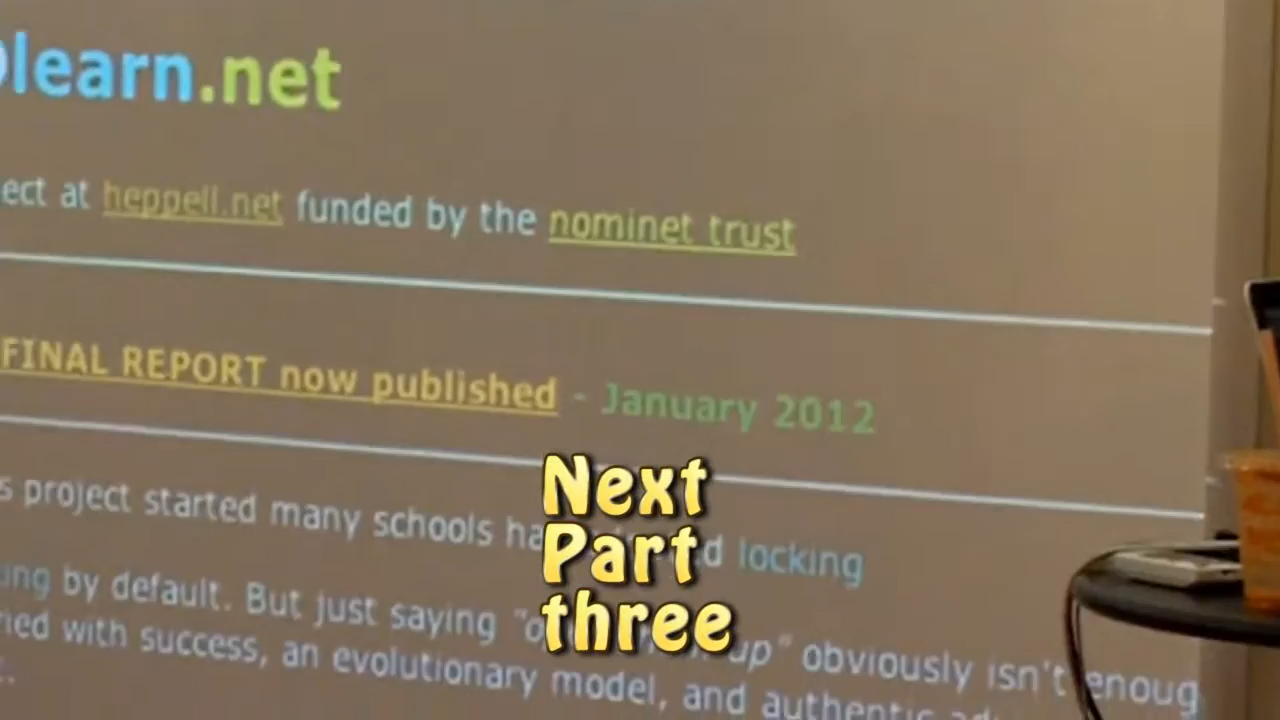 learn.net
ect at heppell.net funded by the nominet trust
FINAL REPORT now published - January 2012
s project started many schools ha d locking
ing by default. But just saying "o up" obviously isn't enoug
ried with success, an evolutionary model, and authentic
Next
Part
three